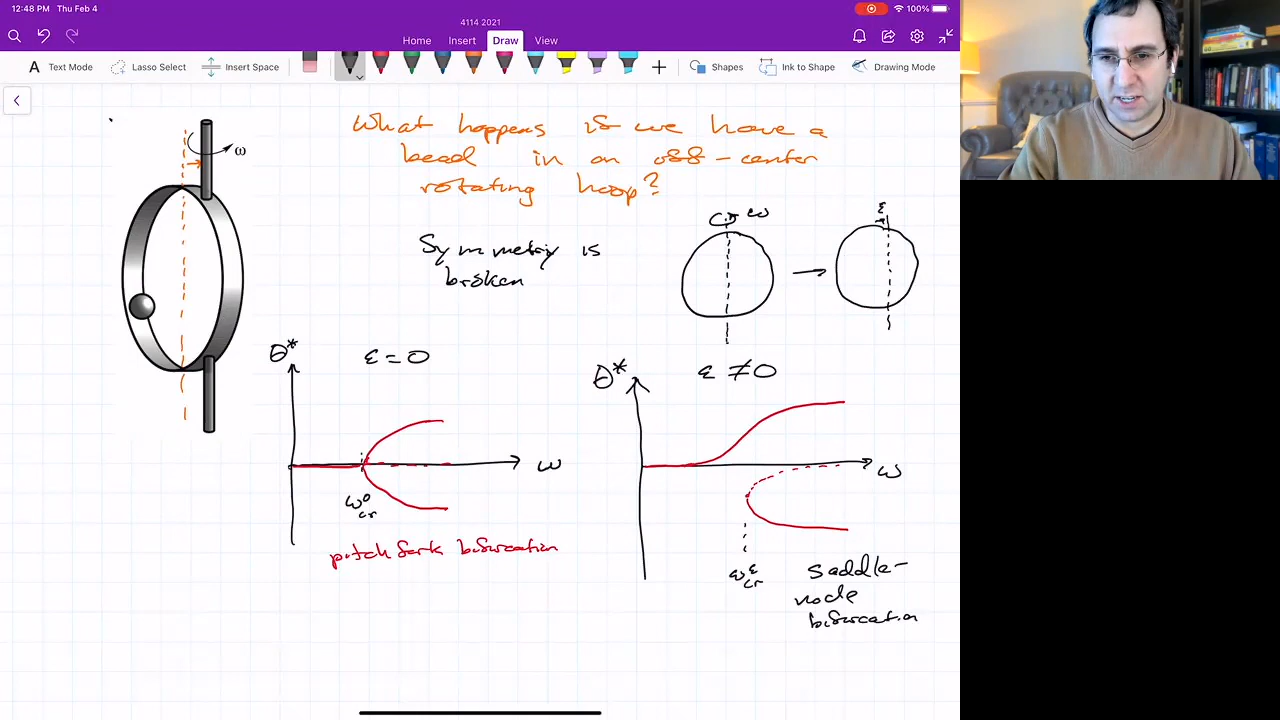 12:48 PM Thu Feb 4
100%
4114 2021
Home Insert Draw View
Text Mode Lasso Select Insert Space Shapes Ink to Shape Drawing Mode
What happens if we have a
bead in an off-center
rotating hoop?
ω
Symmetry is
broken
ω
ε
θ*
ε = 0
ω
ω⁰cr
pitchfork bifurcation
θ*
ε ≠ 0
ω
ωᵋcr
saddle-
node
bifurcation